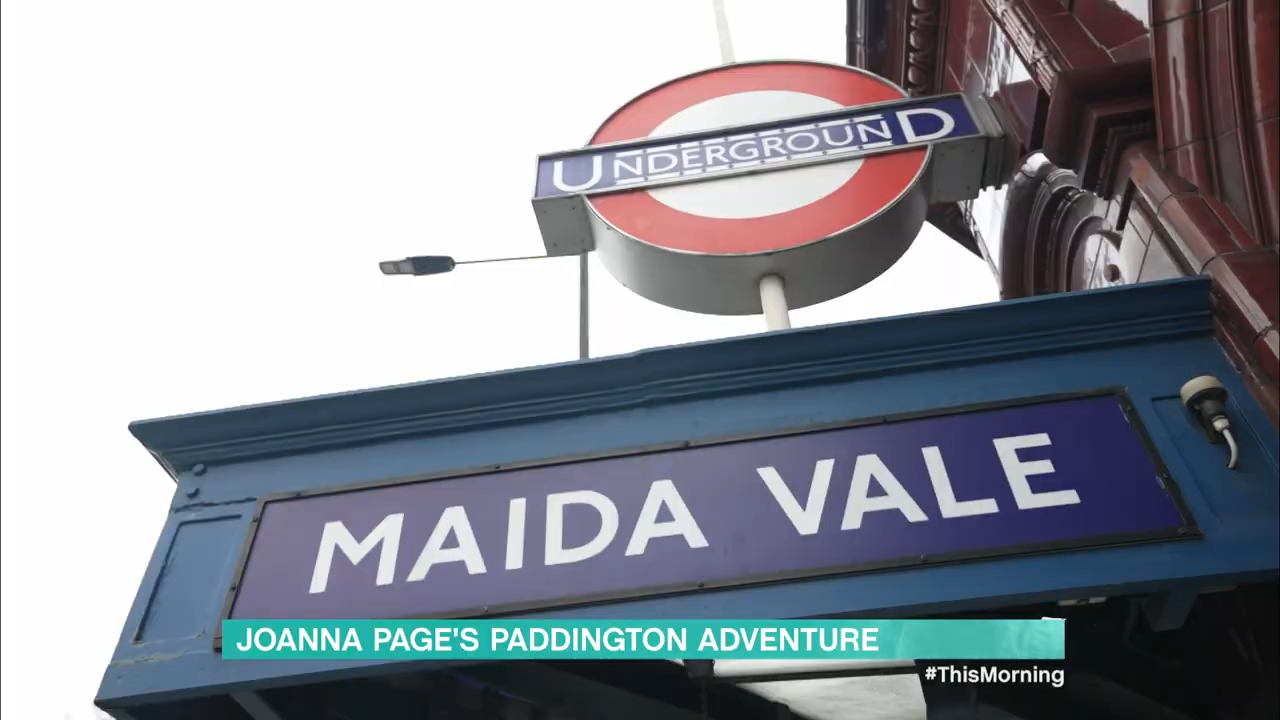 UNDERGROUND
MAIDA VALE
JOANNA PAGE'S PADDINGTON ADVENTURE
#ThisMorning